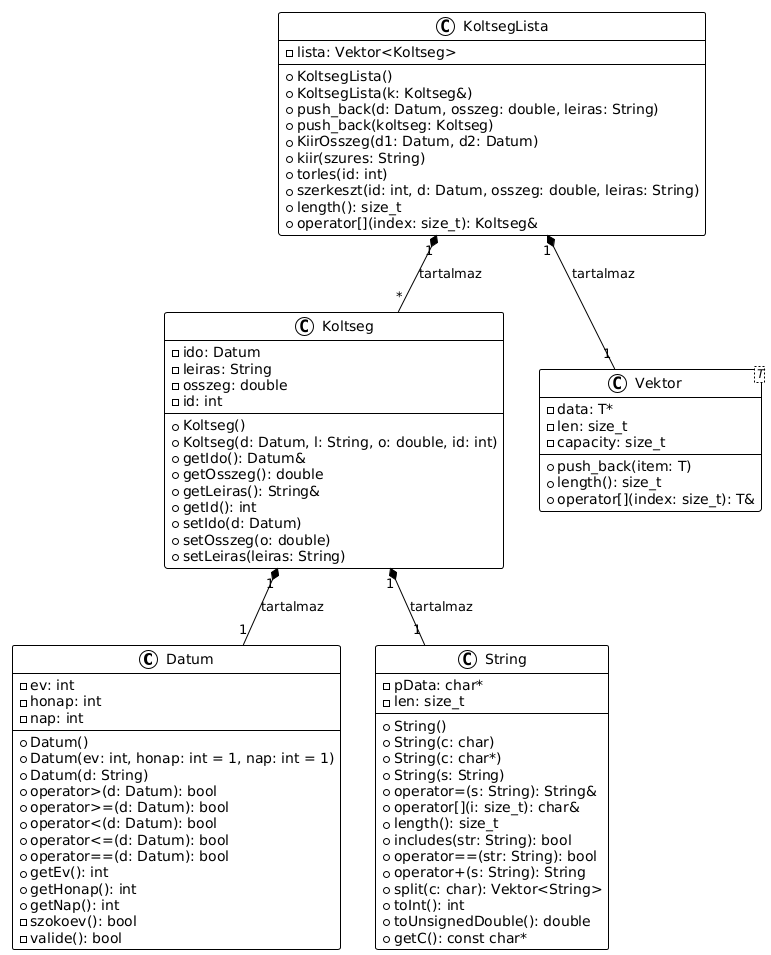 C KoltsegLista
lista: Vektor<Koltseg>
KoltsegLista()
KoltsegLista(k: Koltseg&)
push_back(d: Datum, osszeg: double, leiras: String)
push_back(koltseg: Koltseg)
KiirOsszeg(d1: Datum, d2: Datum)
kiir(szures: String)
torles(id: int)
szerkeszt(id: int, d: Datum, osszeg: double, leiras: String)
length(): size_t
operator[](index: size_t): Koltseg&
1
tartalmaz
*
1
tartalmaz
1
C Koltseg
ido: Datum
leiras: String
osszeg: double
id: int
Koltseg()
Koltseg(d: Datum, l: String, o: double, id: int)
getIdo(): Datum&
getOsszeg(): double
getLeiras(): String&
getId(): int
setIdo(d: Datum)
setOsszeg(o: double)
setLeiras(leiras: String)
C Vektor
T
data: T*
len: size_t
capacity: size_t
push_back(item: T)
length(): size_t
operator[](index: size_t): T&
1
tartalmaz
1
1
tartalmaz
1
C Datum
ev: int
honap: int
nap: int
Datum()
Datum(ev: int, honap: int = 1, nap: int = 1)
Datum(d: String)
operator>(d: Datum): bool
operator>=(d: Datum): bool
operator<(d: Datum): bool
operator<=(d: Datum): bool
operator==(d: Datum): bool
getEv(): int
getHonap(): int
getNap(): int
szokoev(): bool
valide(): bool
C String
pData: char*
len: size_t
String()
String(c: char)
String(c: char*)
String(s: String)
operator=(s: String): String&
operator[](i: size_t): char&
length(): size_t
includes(str: String): bool
operator==(str: String): bool
operator+(s: String): String
split(c: char): Vektor<String>
toInt(): int
toUnsignedDouble(): double
getC(): const char*